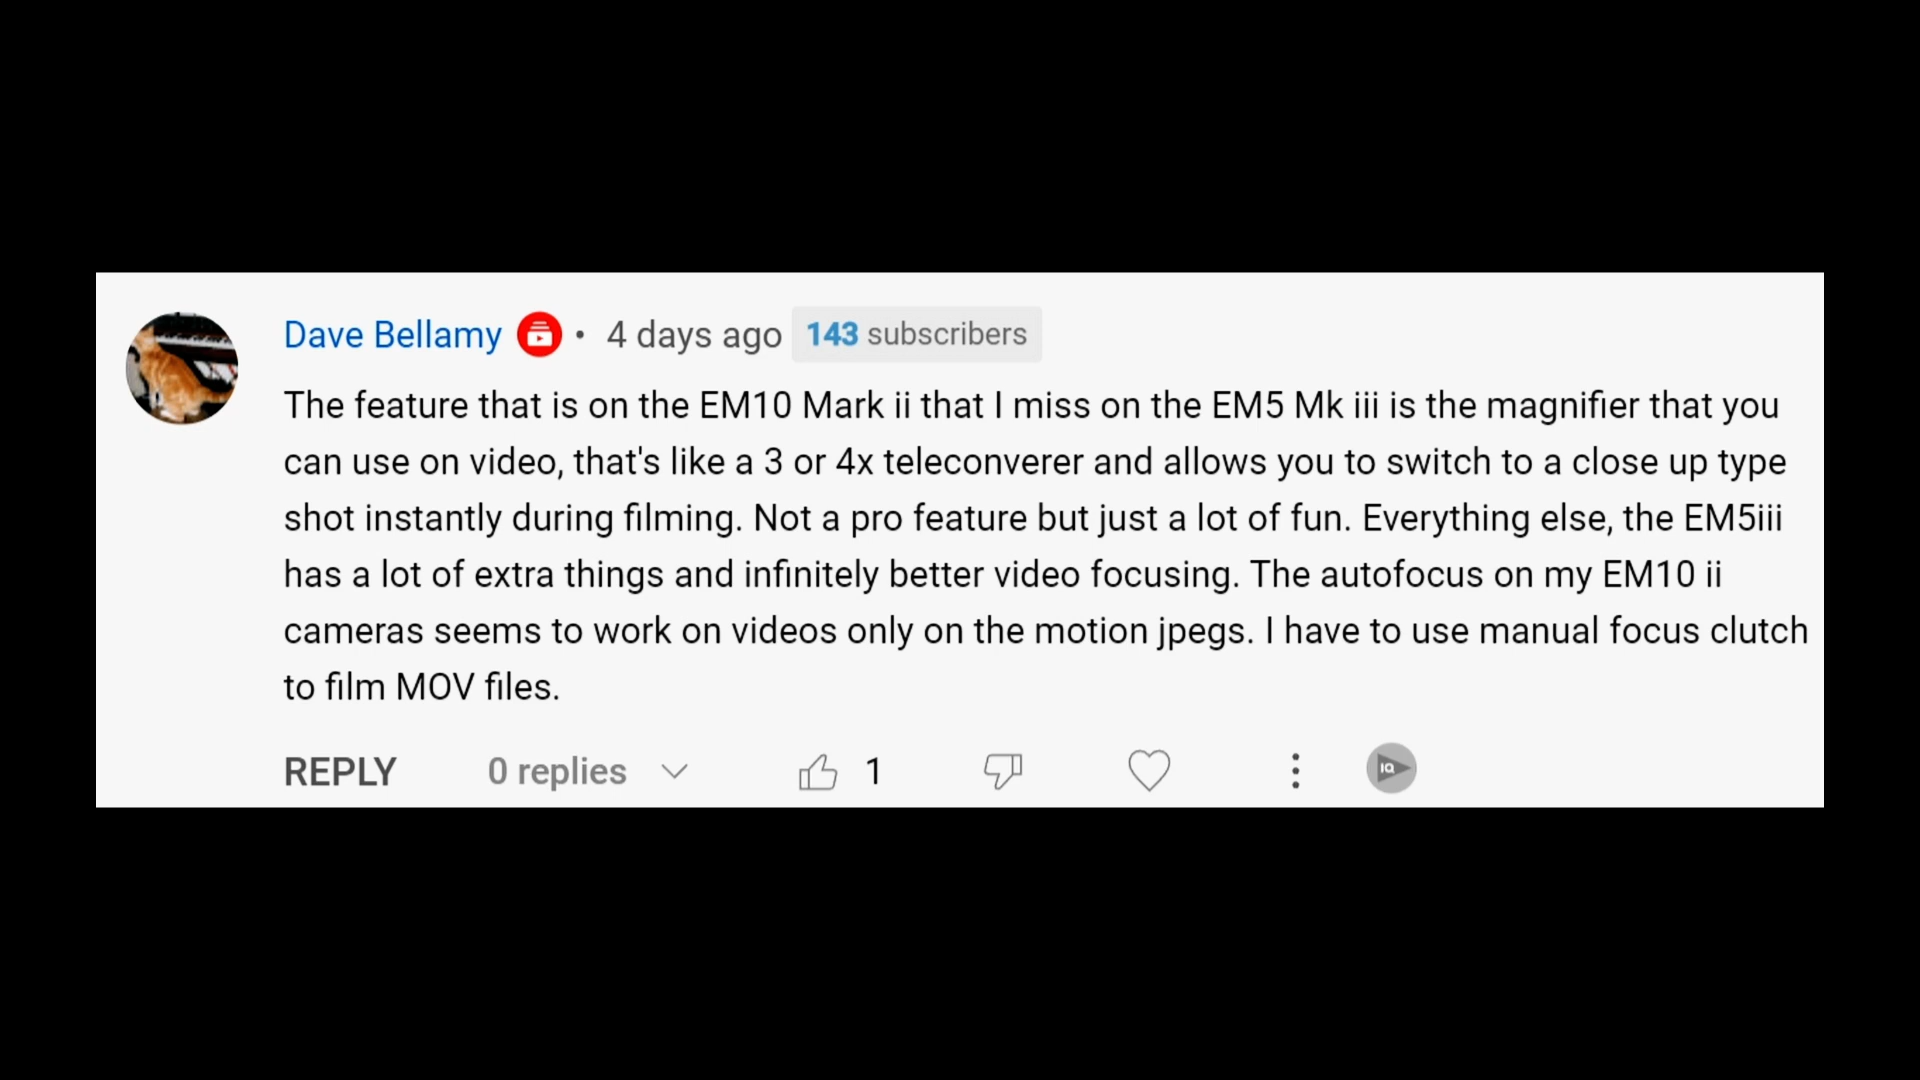 Dave Bellamy • 4 days ago 143 subscribers
The feature that is on the EM10 Mark ii that I miss on the EM5 Mk iii is the magnifier that you
can use on video, that's like a 3 or 4x teleconverer and allows you to switch to a close up type
shot instantly during filming. Not a pro feature but just a lot of fun. Everything else, the EM5iii
has a lot of extra things and infinitely better video focusing. The autofocus on my EM10 ii
cameras seems to work on videos only on the motion jpegs. I have to use manual focus clutch
to film MOV files.
REPLY 0 replies 1 IQ